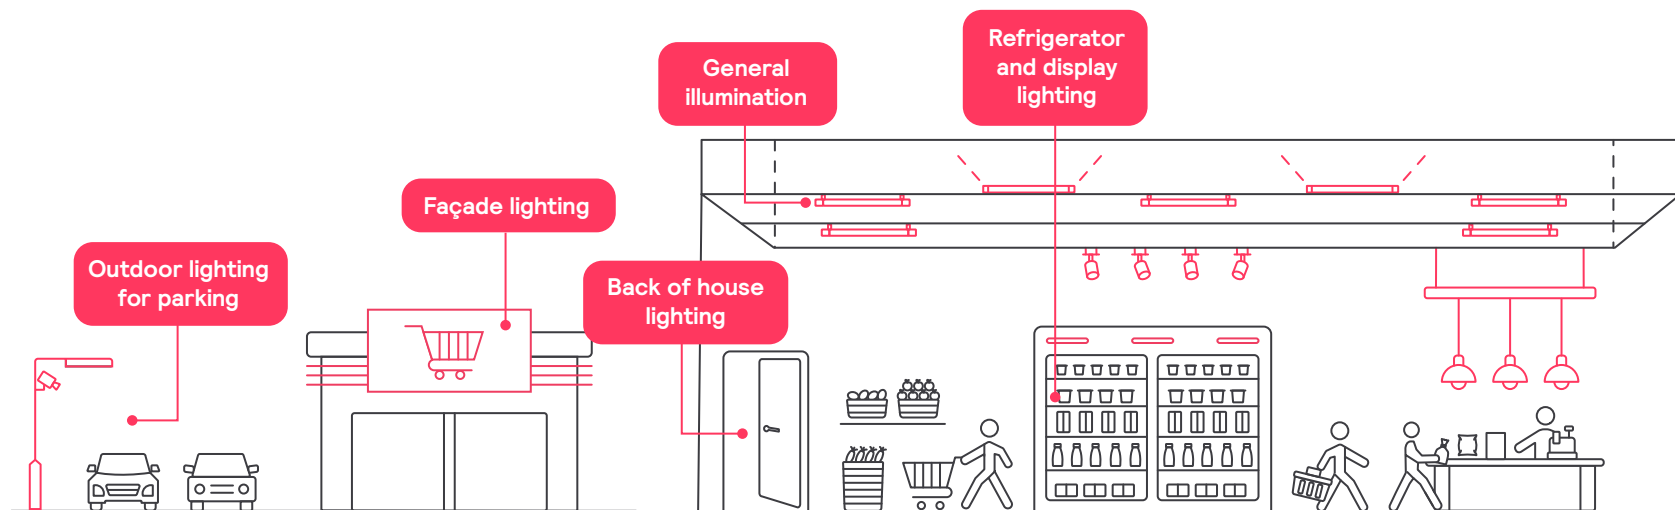 Outdoor lighting
for parking
Façade lighting
Back of house
lighting
General
illumination
Refrigerator
and display
lighting